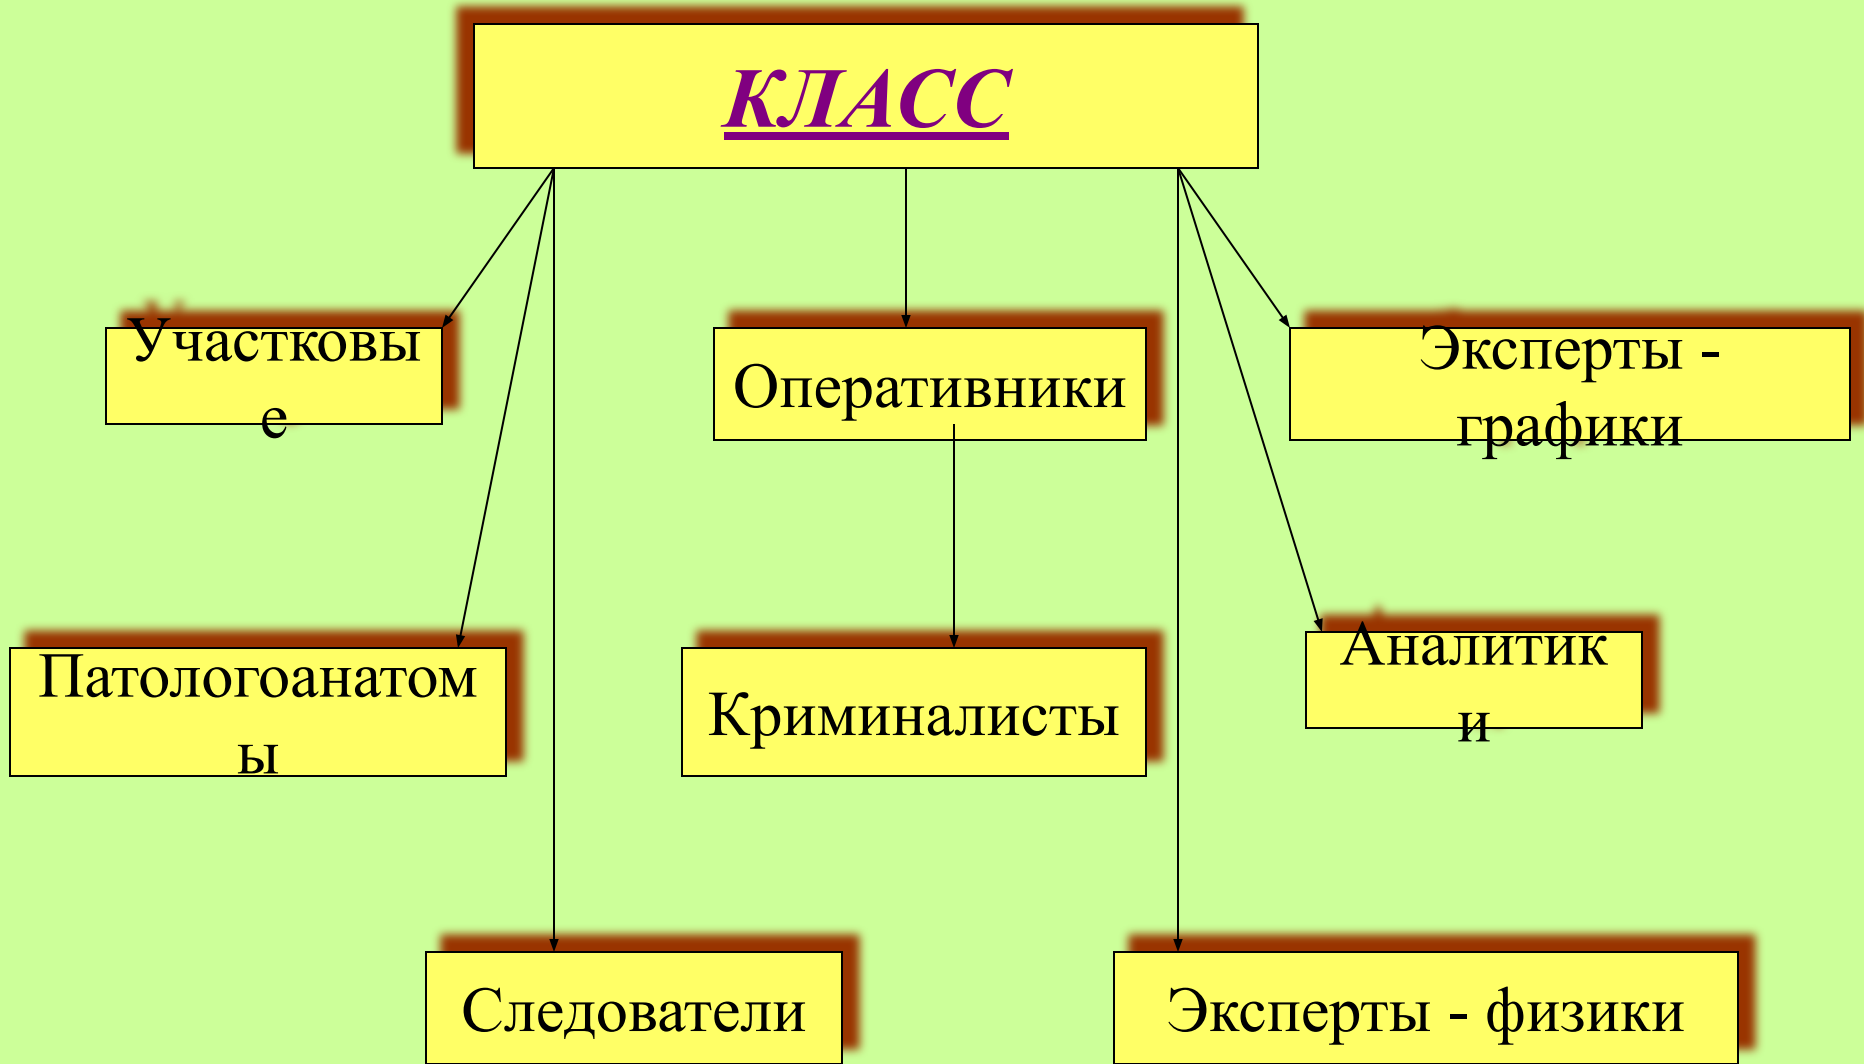 КЛАСС
Участковы
е
Оперативники
Эксперты -
графики
Патологоанатом
ы
Криминалисты
Аналитик
и
Следователи
Эксперты - физики